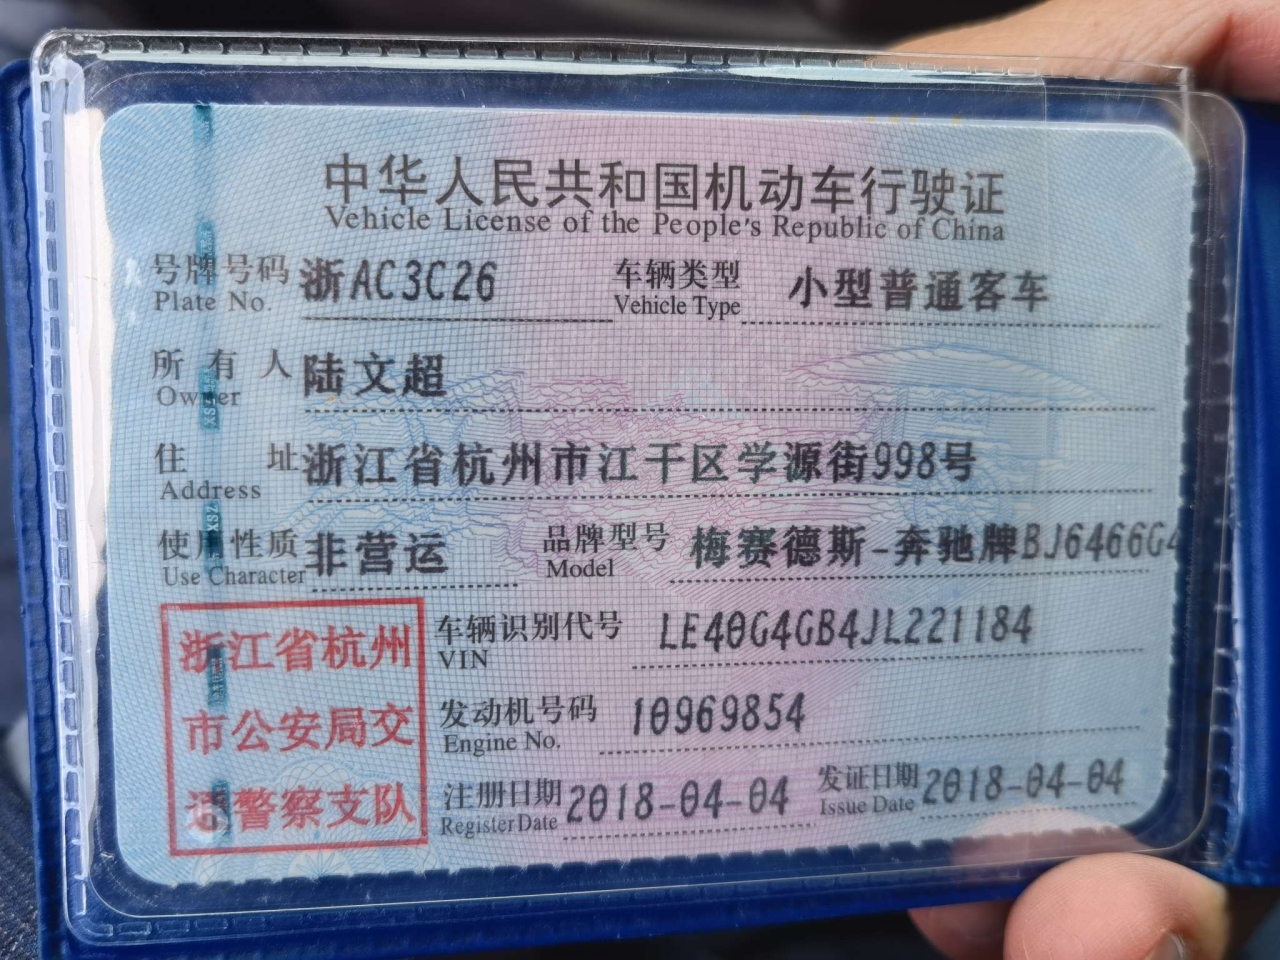 中华人民共和国机动车行驶证
Vehicle License of the People's Republic of China
号牌号码 浙AC3C26 车辆类型 小型普通客车
Plate No. Vehicle Type
所有人 陆文超
Owner
住址 浙江省杭州市江干区学源街998号
Address
使用性质 非营运 品牌型号 梅赛德斯-奔驰牌BJ6466G4
Use Character Model
浙江省杭州
市公安局交
通警察支队
车辆识别代号 LE40G4GB4JL221184
VIN
发动机号码 10969854
Engine No.
注册日期 2018-04-04 发证日期 2018-04-04
Register Date Issue Date